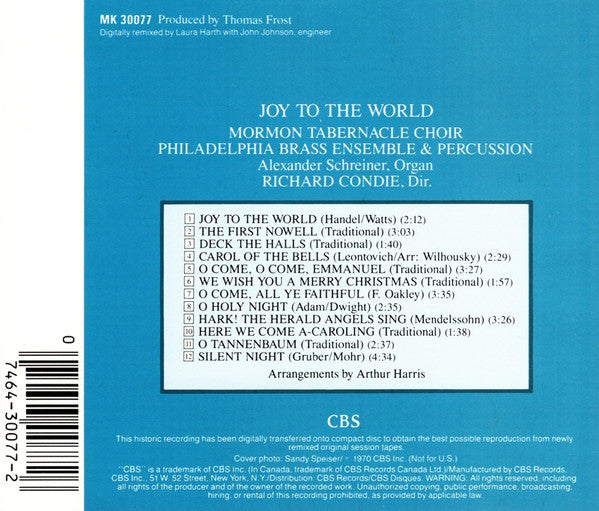 MK 30077 Produced by Thomas Frost
Digitally remixed by Laura Harth with John Johnson, engineer
JOY TO THE WORLD
MORMON TABERNACLE CHOIR
PHILADELPHIA BRASS ENSEMBLE & PERCUSSION
Alexander Schreiner, Organ
RICHARD CONDIE, Dir.
1 JOY TO THE WORLD (Handel/Watts) (2:12)
2 THE FIRST NOWELL (Traditional) (3:03)
3 DECK THE HALLS (Traditional) (1:40)
4 CAROL OF THE BELLS (Leontovich/Arr: Wilhousky) (2:29)
5 O COME, O COME, EMMANUEL (Traditional) (3:27)
6 WE WISH YOU A MERRY CHRISTMAS (Traditional) (1:57)
7 O COME, ALL YE FAITHFUL (F. Oakley) (3:35)
8 O HOLY NIGHT (Adam/Dwight) (2:35)
9 HARK! THE HERALD ANGELS SING (Mendelssohn) (3:26)
10 HERE WE COME A-CAROLING (Traditional) (1:38)
11 O TANNENBAUM (Traditional) (2:37)
12 SILENT NIGHT (Gruber/Mohr) (4:34)
Arrangements by Arthur Harris
CBS
This historic recording has been digitally transferred onto compact disc to obtain the best possible reproduction from newly
remixed original session tapes.
Cover photo: Sandy Speiser/℗ 1970 CBS Inc. (Not for U.S.)
"CBS" is a trademark of CBS Inc. (In Canada, trademark of CBS Records Canada Ltd.)/Manufactured by CBS Records,
CBS Inc., 51 W. 52 Street, New York, N.Y./Distribution: CBS Records/CBS Disques. WARNING: All rights reserved, including
all rights of the producer and of the owner of the recorded work. Unauthorized copying, public performance, broadcasting,
hiring, or rental of this recording prohibited, as provided by applicable law.
0
7464-30077-2